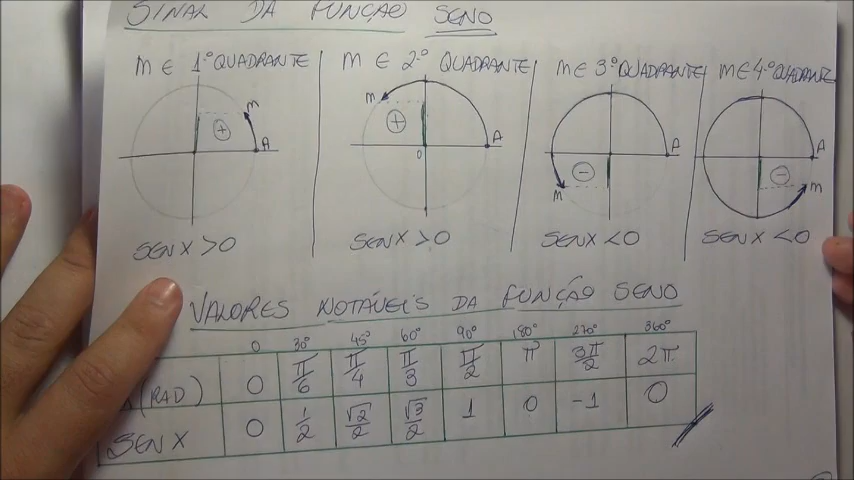 SINAL DA FUNÇÃO SENO
M ∈ 1.º QUADRANTE
M ∈ 2.º QUADRANTE
M ∈ 3º QUADRANTE
M ∈ 4.º QUADRANTE
M + A
M + A 0
A - M
A - M
SEN X > 0
SEN X > 0
SEN X < 0
SEN X < 0
VALORES NOTÁVEIS DA FUNÇÃO SENO
0 30° 45° 60° 90° 180° 270° 360°
(RAD) 0 π/6 π/4 π/3 π/2 π 3π/2 2π
SEN X 0 1/2 √2/2 √3/2 1 0 -1 0